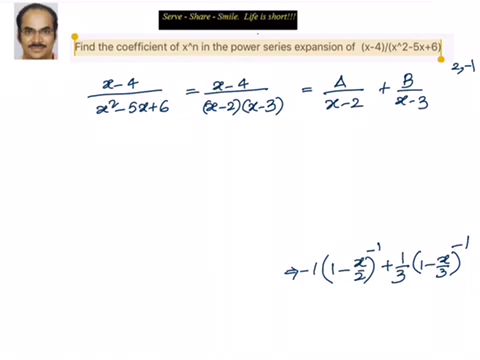 Serve - Share - Smile. Life is short!!!
Find the coefficient of x^n in the power series expansion of (x-4)/(x^2-5x+6)
2,-1
x-4/(x²-5x+6) = x-4/((x-2)(x-3)) = A/(x-2) + B/(x-3)
⇒ -1(1-x/2)^-1 + 1/3(1-x/3)^-1